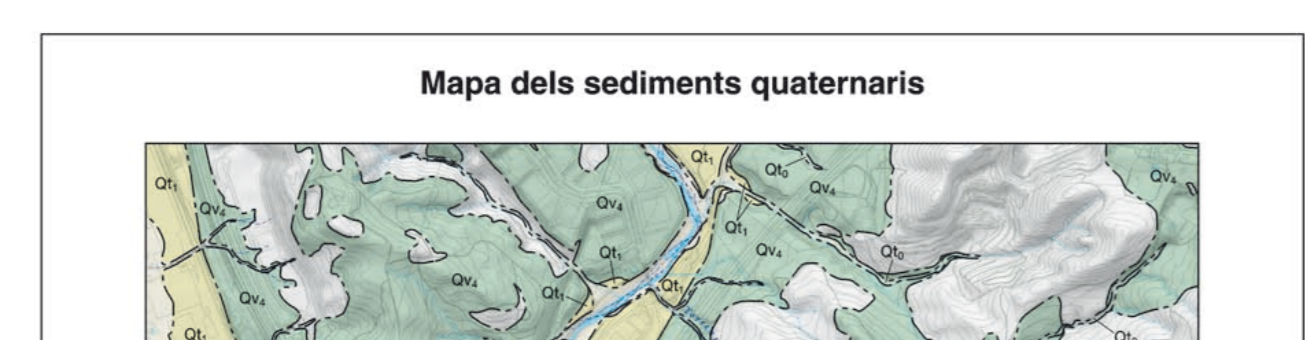 Mapa dels sediments quaternaris
Qt₁
Qt₀
Qt₁
Qv₄
Qv₄
Qv₄
Qv₄
Qt₁
Qv₄
Qt₁
Qt₀
Qv₄
Qt₁
Qt₁
Qv₄
Qt₁